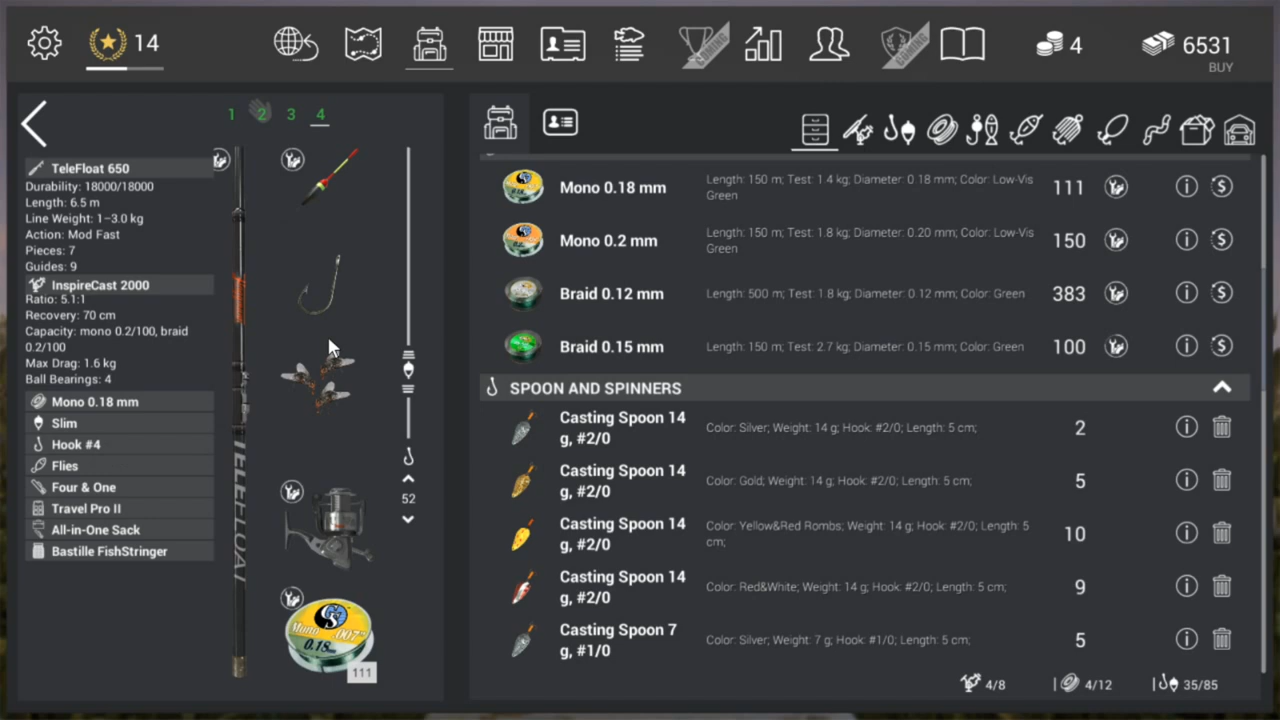 14
4
6531
BUY
1 2 3 4
TeleFloat 650
Durability: 18000/18000
Length: 6.5 m
Line Weight: 1–3.0 kg
Action: Mod Fast
Pieces: 7
Guides: 9
InspireCast 2000
Ratio: 5.1:1
Recovery: 70 cm
Capacity: mono 0.2/100, braid
0.2/100
Max Drag: 1.6 kg
Ball Bearings: 4
Mono 0.18 mm
Slim
Hook #4
Flies
Four & One
Travel Pro II
All-in-One Sack
Bastille FishStringer
TELEFLOAT
52
Mono .007"
0.18mm
111
Mono 0.18 mm
Length: 150 m; Test: 1.4 kg; Diameter: 0.18 mm; Color: Low-Vis
Green
111
Mono 0.2 mm
Length: 150 m; Test: 1.8 kg; Diameter: 0.20 mm; Color: Low-Vis
Green
150
Braid 0.12 mm
Length: 500 m; Test: 1.8 kg; Diameter: 0.12 mm; Color: Green
383
Braid 0.15 mm
Length: 150 m; Test: 2.7 kg; Diameter: 0.15 mm; Color: Green
100
SPOON AND SPINNERS
Casting Spoon 14
g, #2/0
Color: Silver; Weight: 14 g; Hook: #2/0; Length: 5 cm;
2
Casting Spoon 14
g, #2/0
Color: Gold; Weight: 14 g; Hook: #2/0; Length: 5 cm;
5
Casting Spoon 14
g, #2/0
Color: Yellow&Red Rombs; Weight: 14 g; Hook: #2/0; Length: 5
cm;
10
Casting Spoon 14
g, #2/0
Color: Red&White; Weight: 14 g; Hook: #2/0; Length: 5 cm;
9
Casting Spoon 7
g, #1/0
Color: Silver; Weight: 7 g; Hook: #1/0; Length: 5 cm;
5
4/8
4/12
35/85